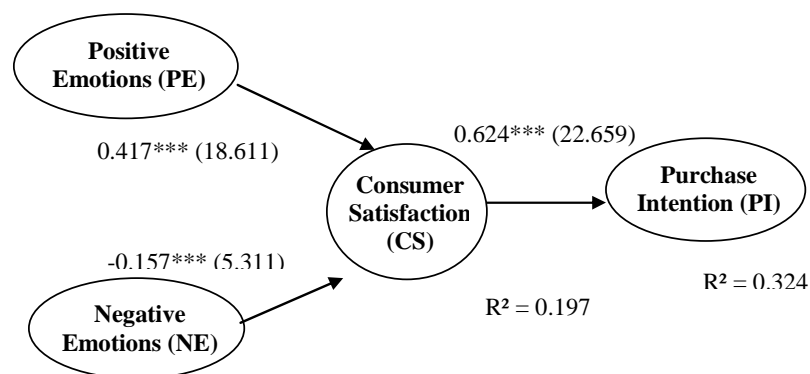 Positive
Emotions (PE)
0.417*** (18.611)
0.624*** (22.659)
Consumer
Satisfaction
(CS)
Purchase
Intention (PI)
-0.157*** (5.311)
R² = 0.197
R² = 0.324
Negative
Emotions (NE)